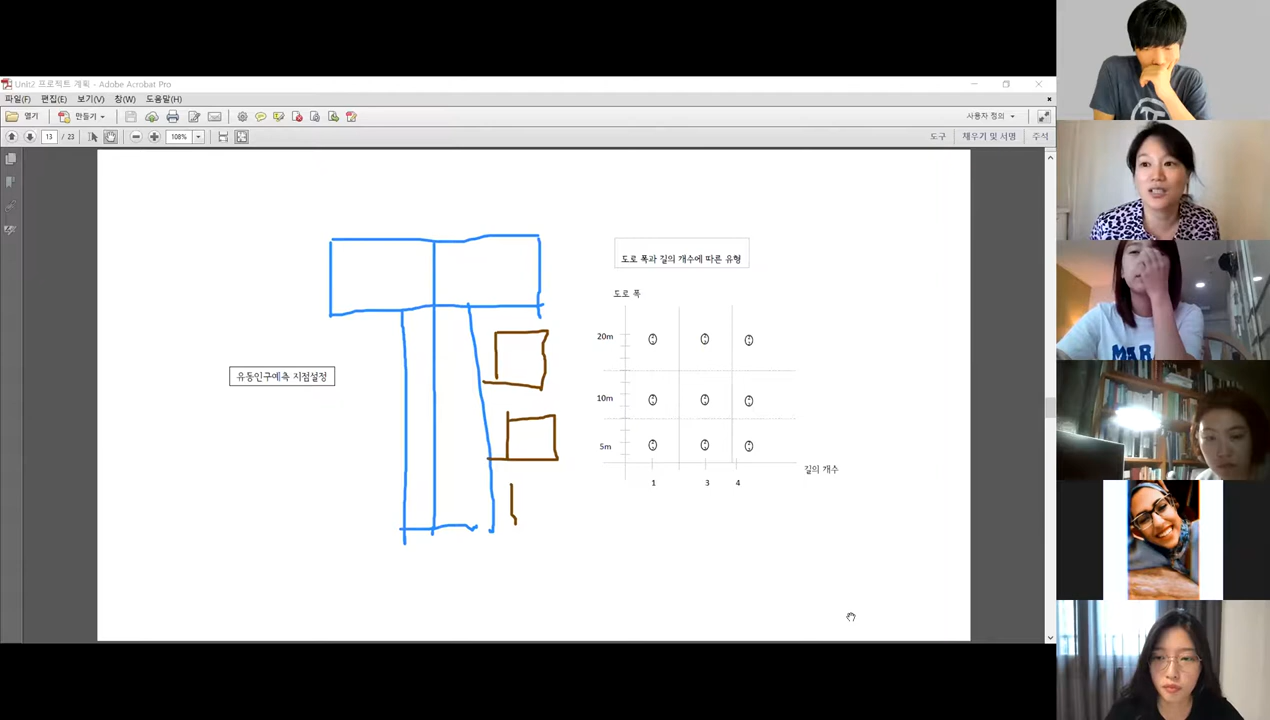 Unit2 프로젝트 계획 - Adobe Acrobat Pro
파일(F) 편집(E) 보기(V) 창(W) 도움말(H)
열기 만들기 사용자 정의
13 / 23 108% 도구 채우기 및 서명 주석
도로 폭과 길의 개수에 따른 유형
도로 폭
20m
유동인구예측 지점설정
10m
5m
길의 개수
1 3 4
MAR